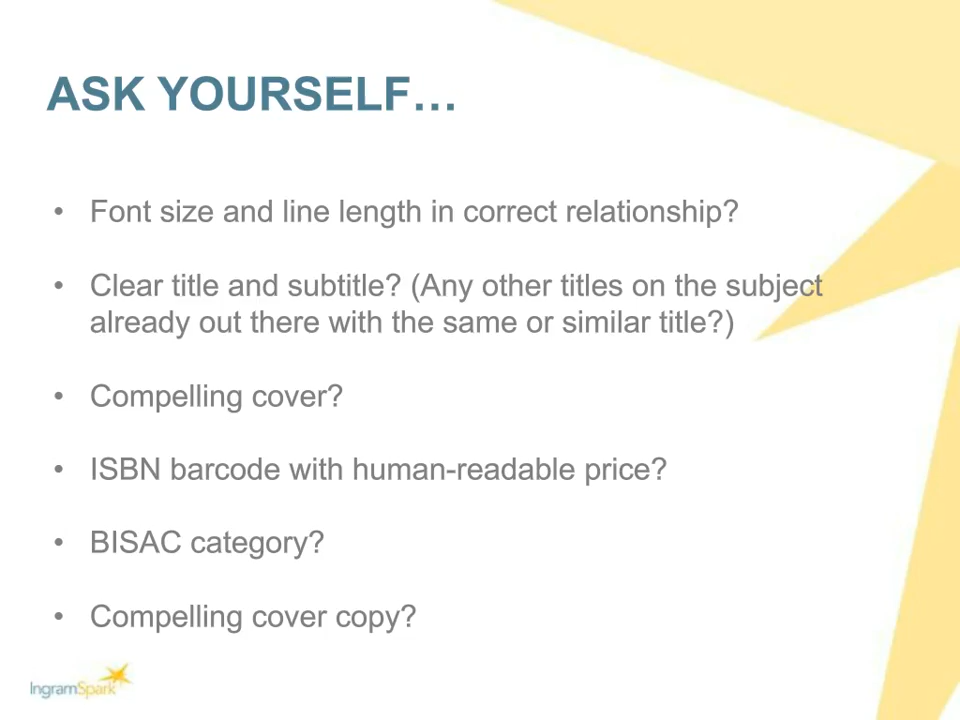 ASK YOURSELF…
• Font size and line length in correct relationship?
• Clear title and subtitle? (Any other titles on the subject
already out there with the same or similar title?)
• Compelling cover?
• ISBN barcode with human-readable price?
• BISAC category?
• Compelling cover copy?
IngramSpark